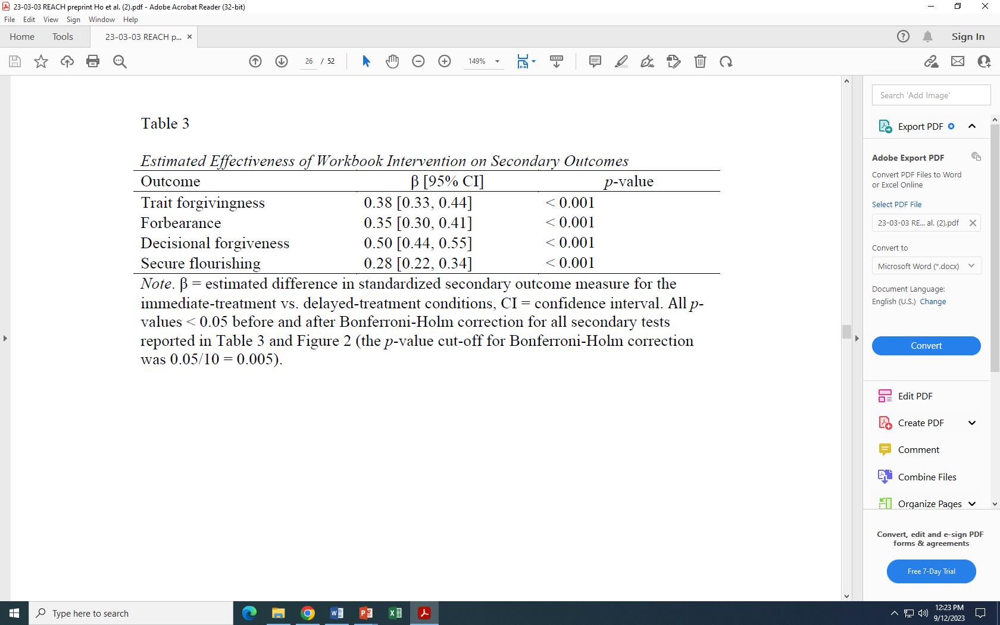 23-03-03 REACH preprint Ho et al. (2).pdf - Adobe Acrobat Reader (32-bit)
File Edit View Sign Window Help
Home Tools 23-03-03 REACH p... × Sign In
26 / 52 149%
Search 'Add Image'
Export PDF
Adobe Export PDF
Convert PDF Files to Word
or Excel Online
Select PDF File
23-03-03 RE... al. (2).pdf
Convert to
Microsoft Word (*.docx)
Document Language:
English (U.S.) Change
Convert
Edit PDF
Create PDF
Comment
Combine Files
Organize Pages
Convert, edit and e-sign PDF
forms & agreements
Free 7-Day Trial
Table 3
Estimated Effectiveness of Workbook Intervention on Secondary Outcomes
Outcome β [95% CI] p-value
Trait forgivingness 0.38 [0.33, 0.44] < 0.001
Forbearance 0.35 [0.30, 0.41] < 0.001
Decisional forgiveness 0.50 [0.44, 0.55] < 0.001
Secure flourishing 0.28 [0.22, 0.34] < 0.001
Note. β = estimated difference in standardized secondary outcome measure for the
immediate-treatment vs. delayed-treatment conditions, CI = confidence interval. All p-
values < 0.05 before and after Bonferroni-Holm correction for all secondary tests
reported in Table 3 and Figure 2 (the p-value cut-off for Bonferroni-Holm correction
was 0.05/10 = 0.005).
Type here to search
12:23 PM
9/12/2023